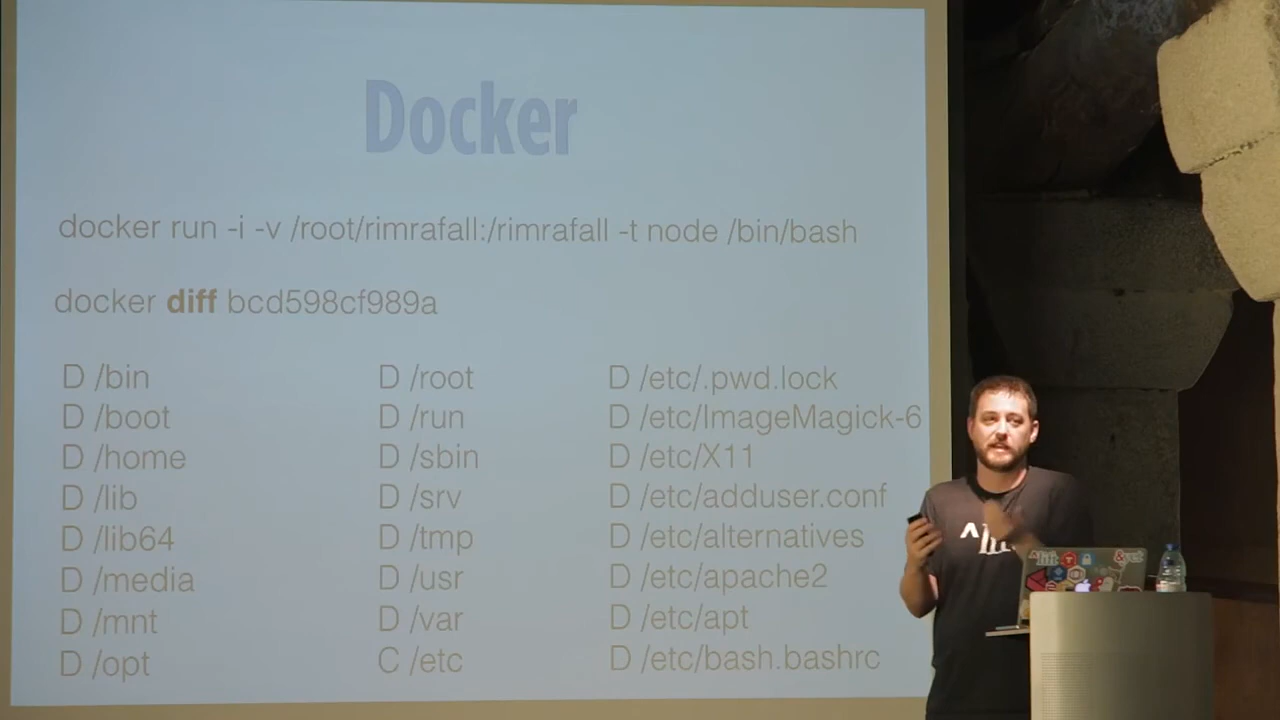 Docker
docker run -i -v /root/rimrafall:/rimrafall -t node /bin/bash
docker diff bcd598cf989a
D /bin
D /boot
D /home
D /lib
D /lib64
D /media
D /mnt
D /opt
D /root
D /run
D /sbin
D /srv
D /tmp
D /usr
D /var
C /etc
D /etc/.pwd.lock
D /etc/ImageMagick-6
D /etc/X11
D /etc/adduser.conf
D /etc/alternatives
D /etc/apache2
D /etc/apt
D /etc/bash.bashrc
^lift
&yet